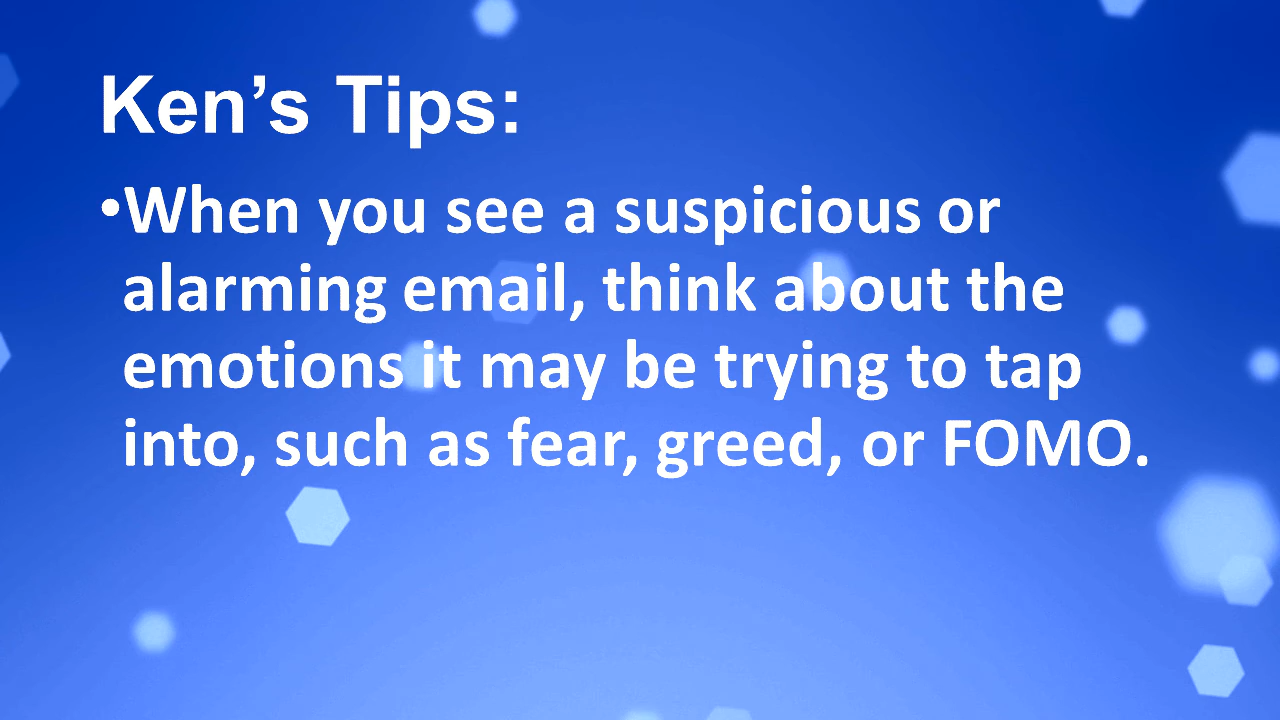 Ken’s Tips:
•When you see a suspicious or
alarming email, think about the
emotions it may be trying to tap
into, such as fear, greed, or FOMO.